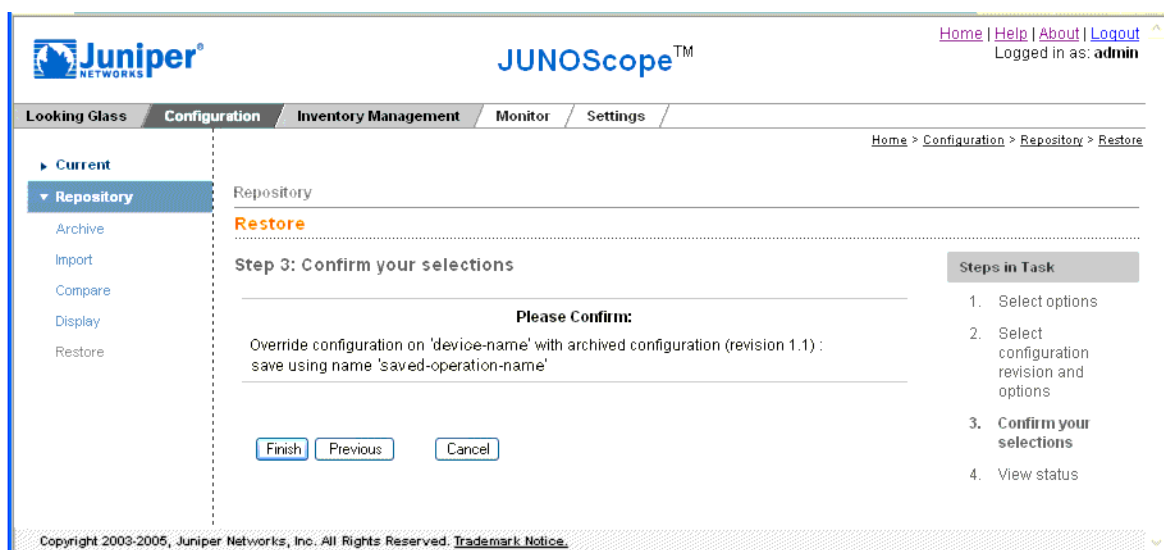 Juniper®
NETWORKS
JUNOScope™
Home | Help | About | Logout
Logged in as: admin
Looking Glass / Configuration / Inventory Management / Monitor / Settings /
Home > Configuration > Repository > Restore
Current
Repository
Archive
Import
Compare
Display
Restore
Repository
Restore
Step 3: Confirm your selections
Please Confirm:
Override configuration on 'device-name' with archived configuration (revision 1.1) :
save using name 'saved-operation-name'
Finish
Previous
Cancel
Steps in Task
1. Select options
2. Select
configuration
revision and
options
3. Confirm your
selections
4. View status
Copyright 2003-2005, Juniper Networks, Inc. All Rights Reserved. Trademark Notice.